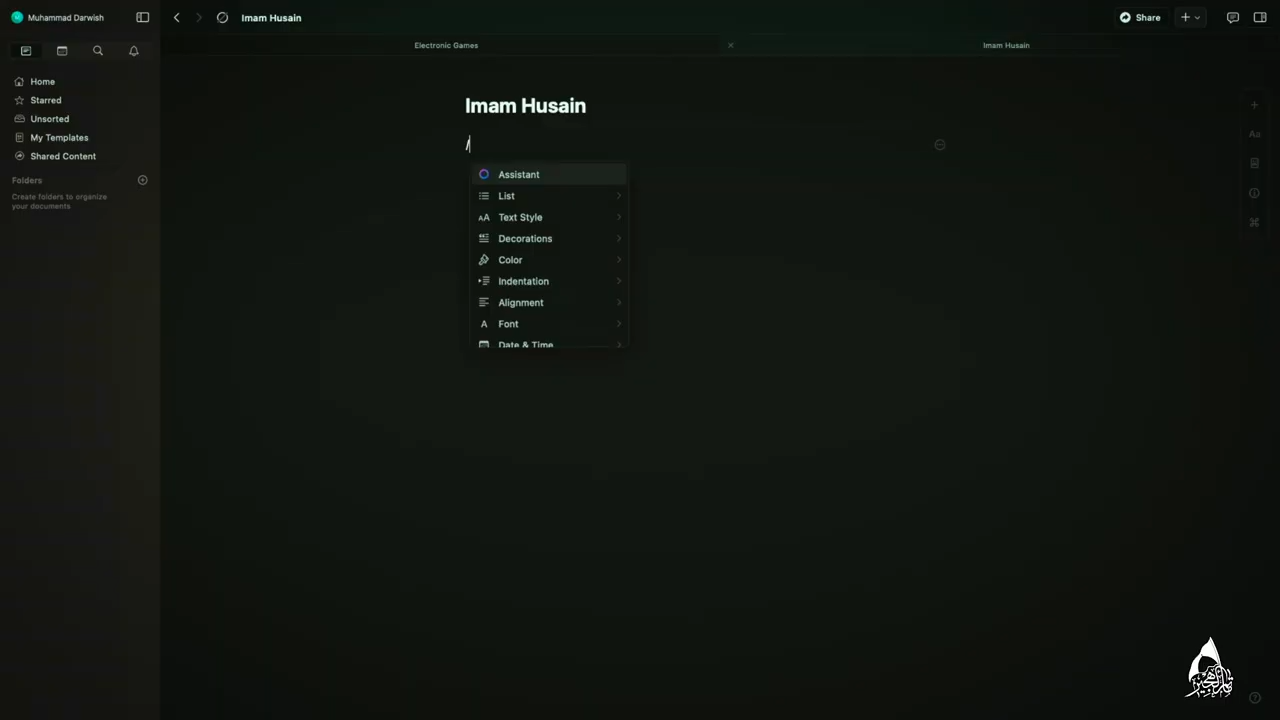 Muhammad Darwish
Imam Husain
Share
Electronic Games
Imam Husain
Home
Starred
Unsorted
My Templates
Shared Content
Folders
Create folders to organize
your documents
Imam Husain
/
Assistant
List
Text Style
Decorations
Color
Indentation
Alignment
Font
Date & Time
Aa